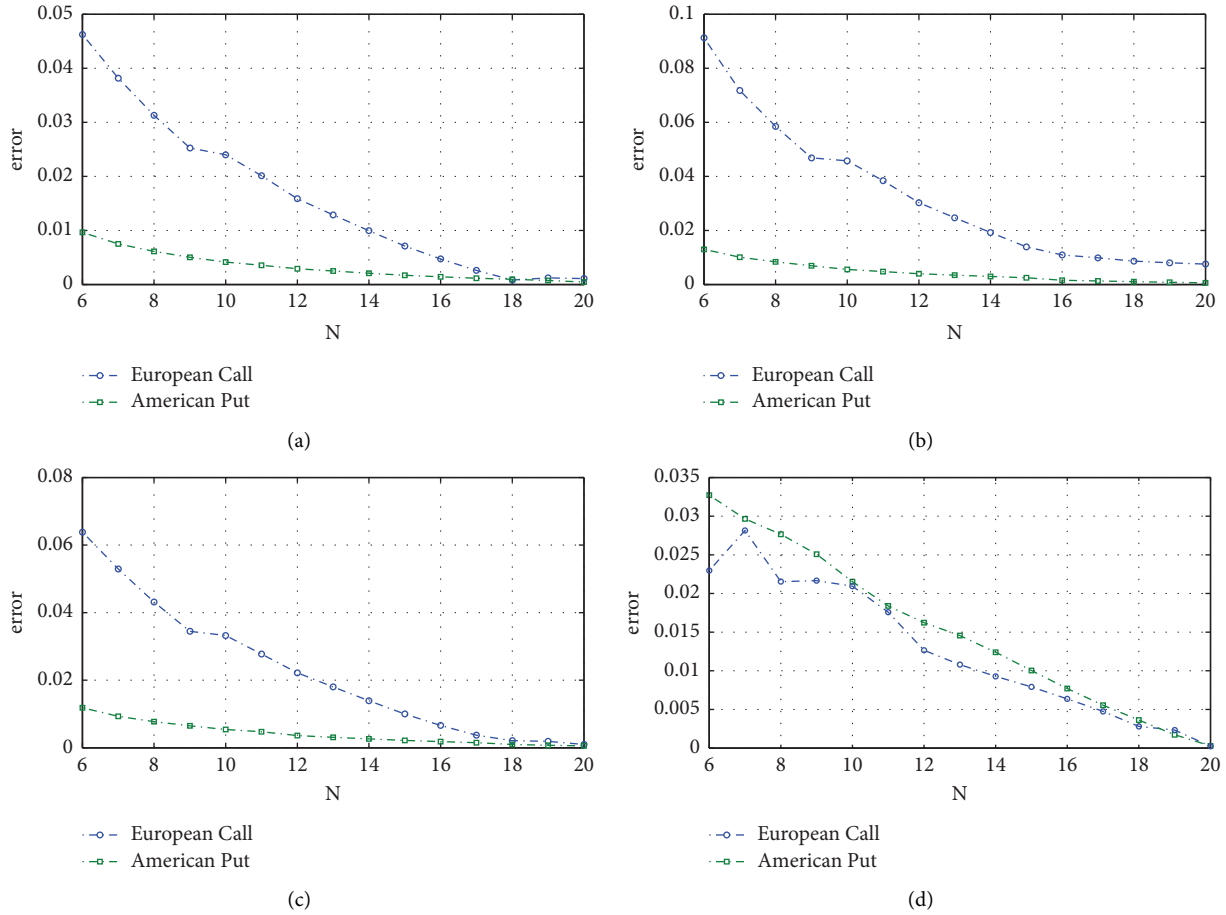 0.05
0.04
0.03
0.02
0.01
0
error
6 8 10 12 14 16 18 20
N
European Call
American Put
(a)
0.1
0.08
0.06
0.04
0.02
0
error
6 8 10 12 14 16 18 20
N
European Call
American Put
(b)
0.08
0.06
0.04
0.02
0
error
6 8 10 12 14 16 18 20
N
European Call
American Put
(c)
0.035
0.03
0.025
0.02
0.015
0.01
0.005
0
error
6 8 10 12 14 16 18 20
N
European Call
American Put
(d)